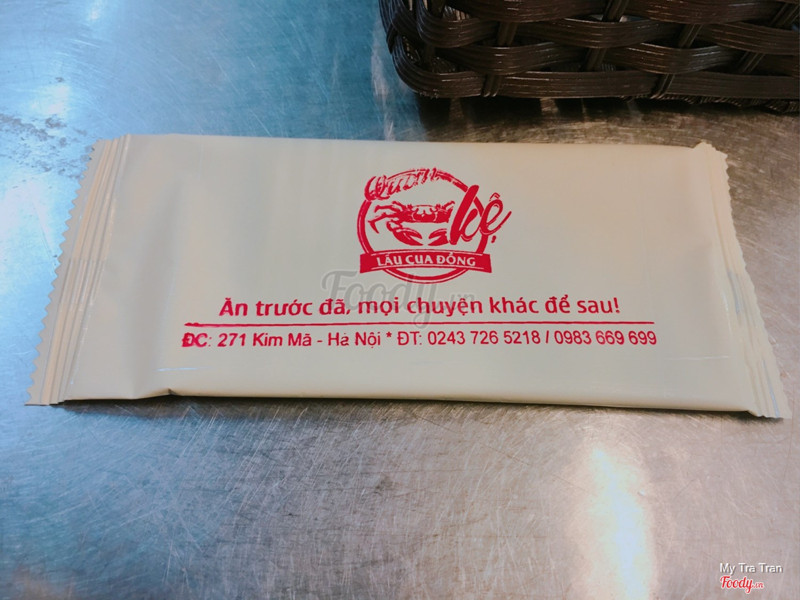 Vườn
kệ
LẨU CUA ĐỒNG
Foody.vn
Ăn trước đã, mọi chuyện khác để sau!
ĐC: 271 Kim Mã - Hà Nội * ĐT: 0243 726 5218 / 0983 669 699
My Tra Tran
Foody.vn